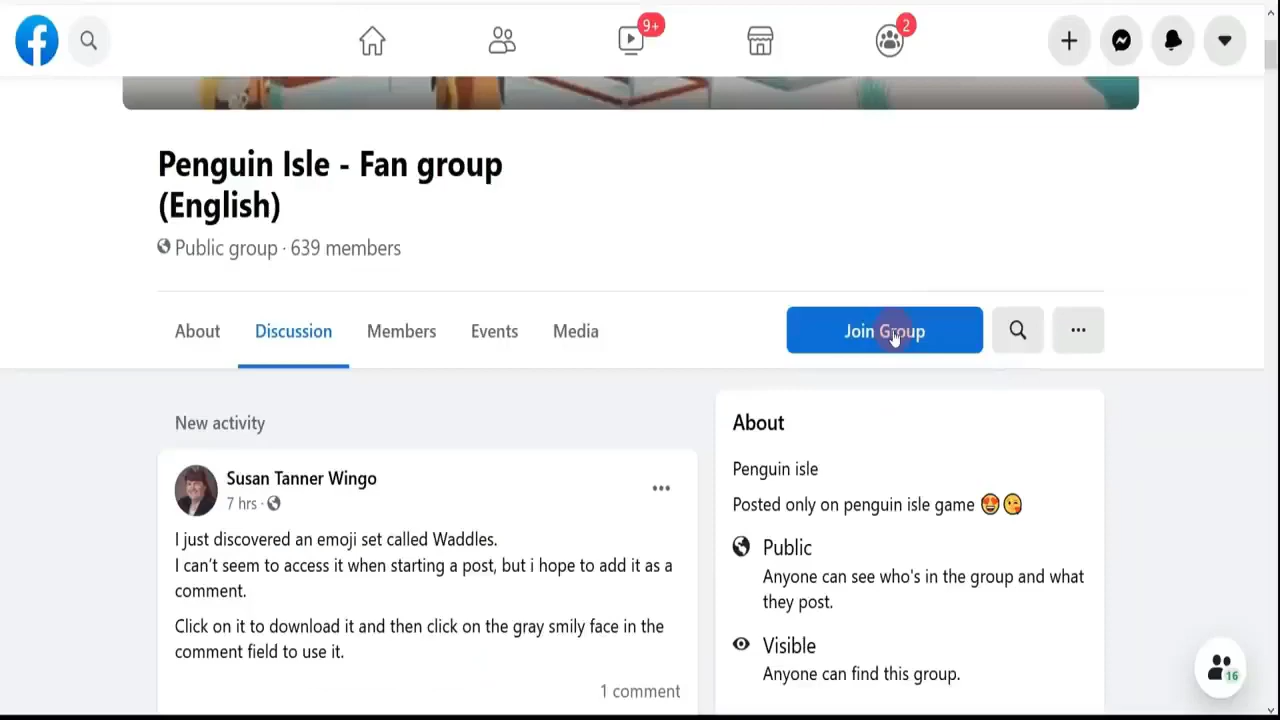 9+
2
Penguin Isle - Fan group
(English)
Public group · 639 members
About
Discussion
Members
Events
Media
Join Group
New activity
Susan Tanner Wingo
7 hrs ·
I just discovered an emoji set called Waddles.
I can't seem to access it when starting a post, but i hope to add it as a
comment.
Click on it to download it and then click on the gray smily face in the
comment field to use it.
1 comment
About
Penguin isle
Posted only on penguin isle game 😍😘
Public
Anyone can see who's in the group and what
they post.
Visible
Anyone can find this group.
16